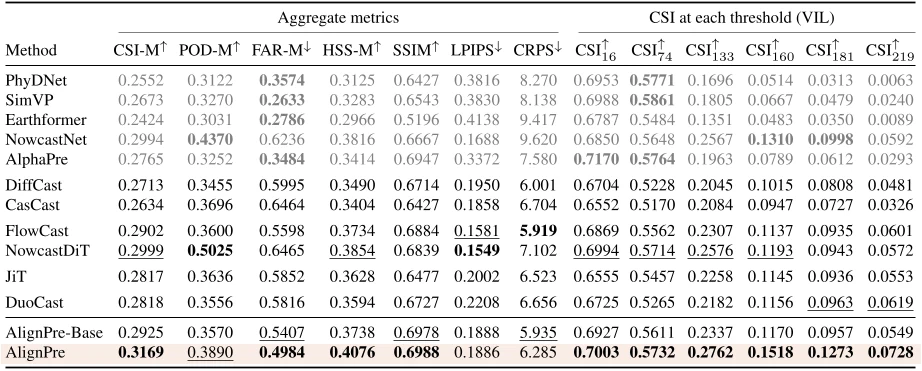 Aggregate metrics CSI at each threshold (VIL)
Method CSI-M↑ POD-M↑ FAR-M↓ HSS-M↑ SSIM↑ LPIPS↓ CRPS↓ CSI↑16 CSI↑74 CSI↑133 CSI↑160 CSI↑181 CSI↑219
PhyDNet 0.2552 0.3122 0.3574 0.3125 0.6427 0.3816 8.270 0.6953 0.5771 0.1696 0.0514 0.0313 0.0063
SimVP 0.2673 0.3270 0.2633 0.3283 0.6543 0.3830 8.138 0.6988 0.5861 0.1805 0.0667 0.0479 0.0240
Earthformer 0.2424 0.3031 0.2786 0.2966 0.5196 0.4138 9.417 0.6787 0.5484 0.1351 0.0483 0.0350 0.0089
NowcastNet 0.2994 0.4370 0.6236 0.3816 0.6667 0.1688 9.620 0.6850 0.5648 0.2567 0.1310 0.0998 0.0592
AlphaPre 0.2765 0.3252 0.3484 0.3414 0.6947 0.3372 7.580 0.7170 0.5764 0.1963 0.0789 0.0612 0.0293
DiffCast 0.2713 0.3455 0.5995 0.3490 0.6714 0.1950 6.001 0.6704 0.5228 0.2045 0.1015 0.0808 0.0481
CasCast 0.2634 0.3696 0.6464 0.3404 0.6427 0.1858 6.704 0.6552 0.5170 0.2084 0.0947 0.0727 0.0326
FlowCast 0.2902 0.3600 0.5598 0.3734 0.6884 0.1581 5.919 0.6869 0.5562 0.2307 0.1137 0.0935 0.0601
NowcastDiT 0.2999 0.5025 0.6465 0.3854 0.6839 0.1549 7.102 0.6994 0.5714 0.2576 0.1193 0.0943 0.0572
JiT 0.2817 0.3636 0.5852 0.3628 0.6477 0.2002 6.523 0.6555 0.5457 0.2258 0.1145 0.0936 0.0553
DuoCast 0.2818 0.3556 0.5816 0.3594 0.6727 0.2208 6.656 0.6725 0.5265 0.2182 0.1156 0.0963 0.0619
AlignPre-Base 0.2925 0.3570 0.5407 0.3738 0.6978 0.1888 5.935 0.6927 0.5611 0.2337 0.1170 0.0957 0.0549
AlignPre 0.3169 0.3890 0.4984 0.4076 0.6988 0.1886 6.285 0.7003 0.5732 0.2762 0.1518 0.1273 0.0728